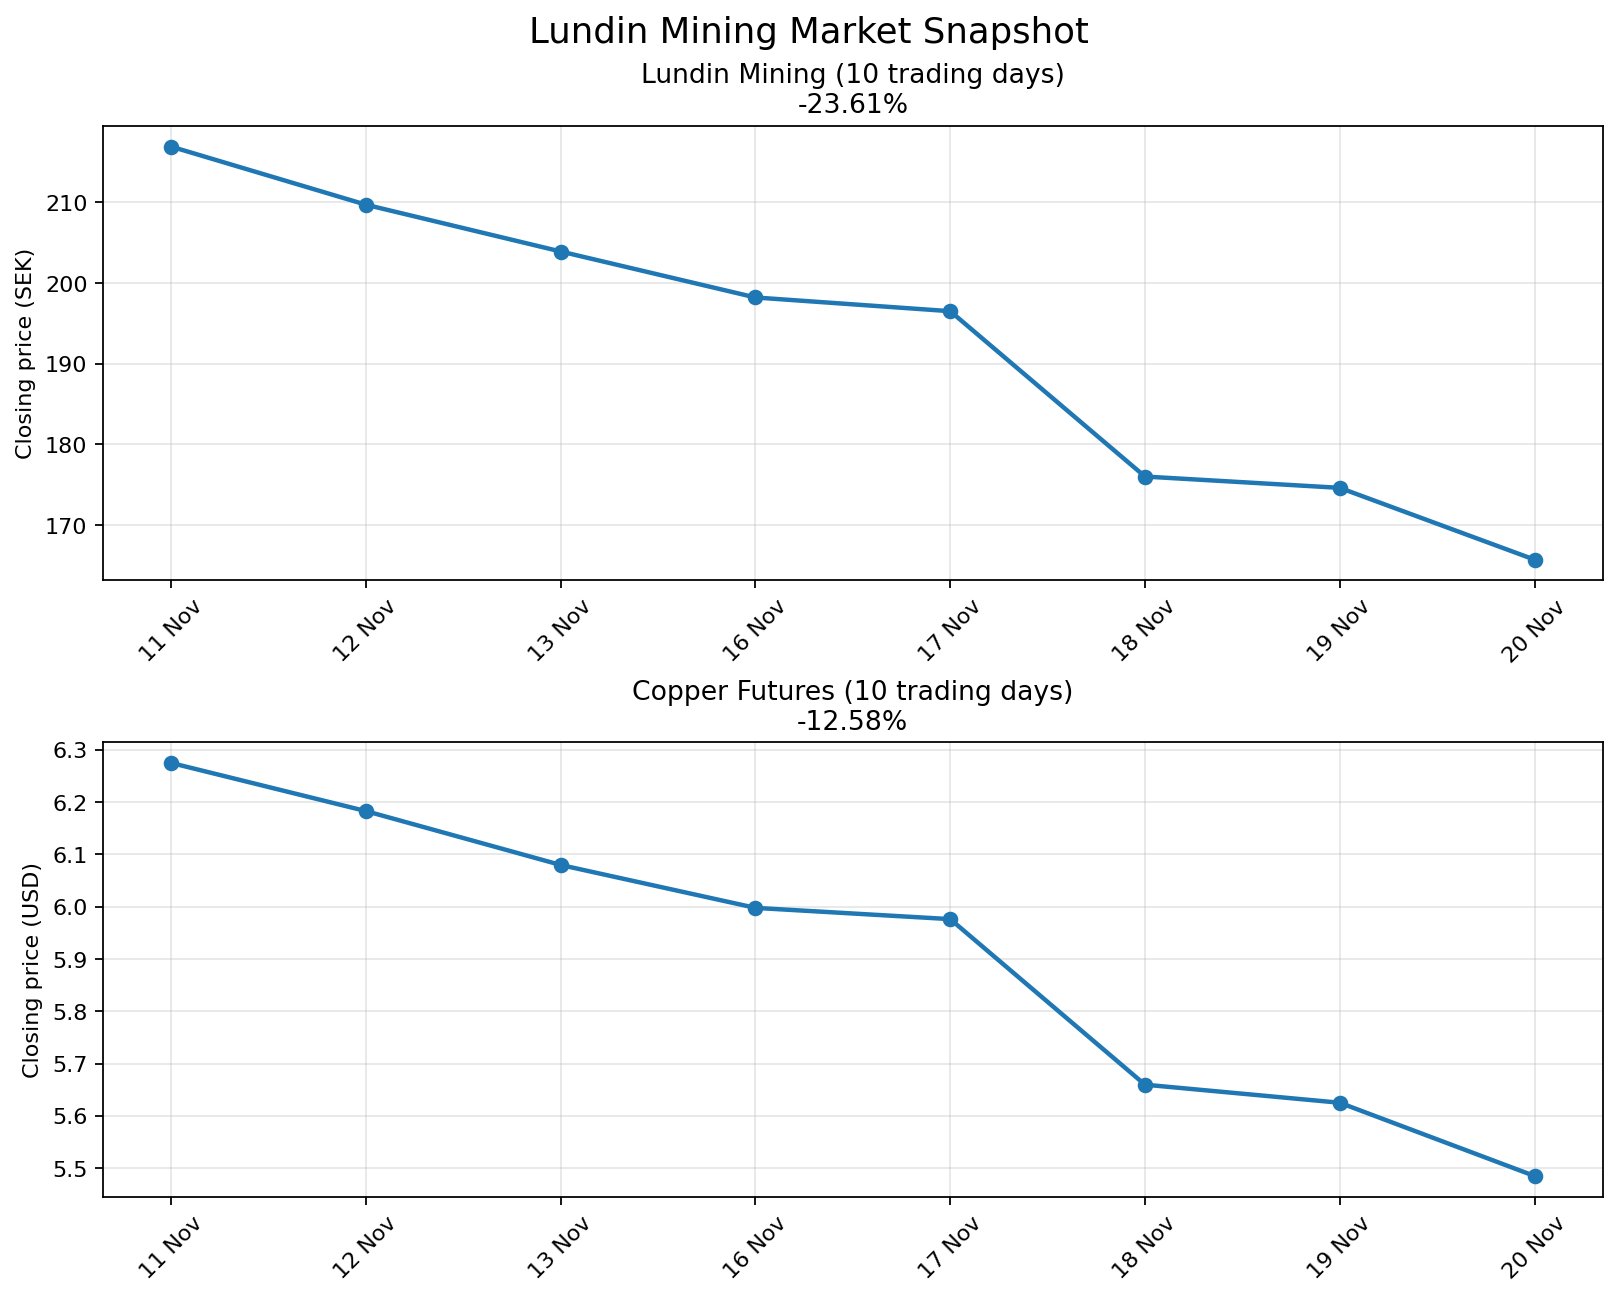 Lundin Mining Market Snapshot
Lundin Mining (10 trading days)
-23.61%
Closing price (SEK)
210
200
190
180
170
11 Nov
12 Nov
13 Nov
16 Nov
17 Nov
18 Nov
19 Nov
20 Nov
Copper Futures (10 trading days)
-12.58%
Closing price (USD)
6.3
6.2
6.1
6.0
5.9
5.8
5.7
5.6
5.5
11 Nov
12 Nov
13 Nov
16 Nov
17 Nov
18 Nov
19 Nov
20 Nov